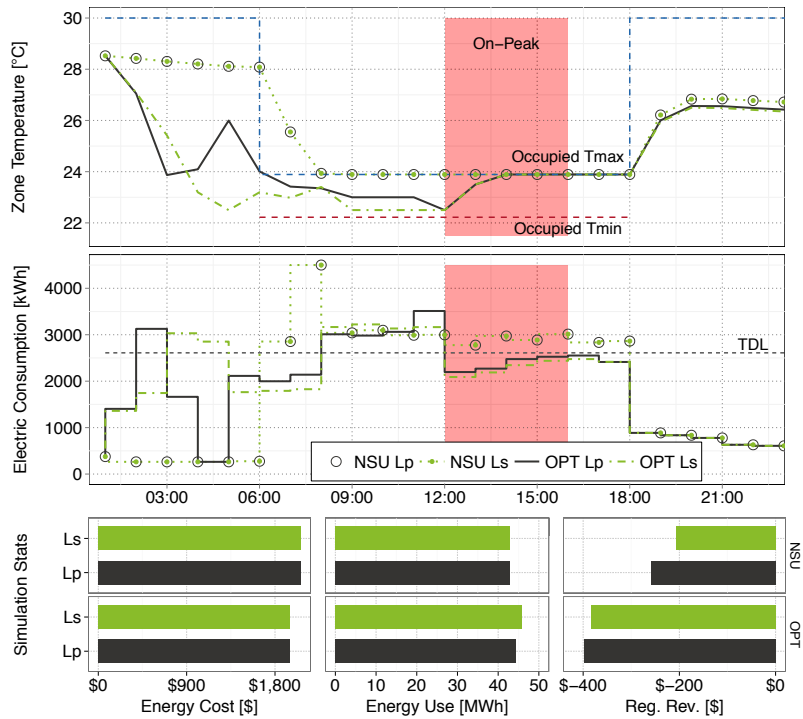 Zone Temperature [°C]
30
28
26
24
22
On−Peak
Occupied Tmax
Occupied Tmin
Electric Consumption [kWh]
4000
3000
2000
1000
0
TDL
NSU Lp NSU Ls OPT Lp OPT Ls
03:00 06:00 09:00 12:00 15:00 18:00 21:00
Simulation Stats
Ls
Lp
NSU
Ls
Lp
OPT
$0 $900 $1,800 0 10 20 30 40 50 $−400 $−200 $0
Energy Cost [$] Energy Use [MWh] Reg. Rev. [$]